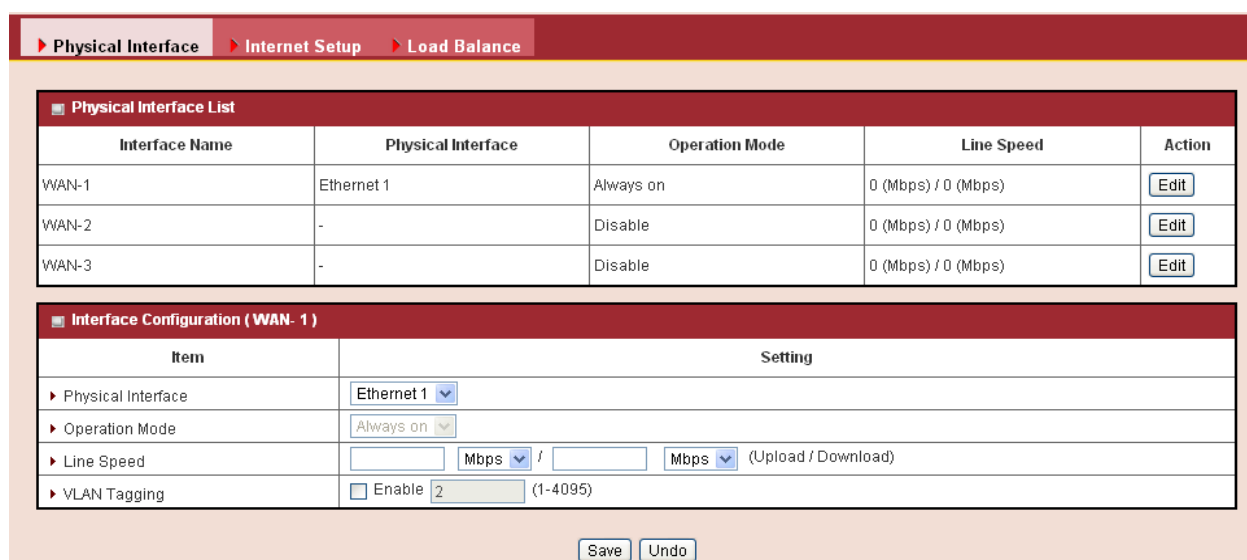 Physical Interface Internet Setup Load Balance
Physical Interface List
Interface Name Physical Interface Operation Mode Line Speed Action
WAN-1 Ethernet 1 Always on 0 (Mbps) / 0 (Mbps) Edit
WAN-2 - Disable 0 (Mbps) / 0 (Mbps) Edit
WAN-3 - Disable 0 (Mbps) / 0 (Mbps) Edit
Interface Configuration ( WAN- 1 )
Item Setting
Physical Interface Ethernet 1
Operation Mode Always on
Line Speed Mbps / Mbps (Upload / Download)
VLAN Tagging Enable 2 (1-4095)
Save Undo